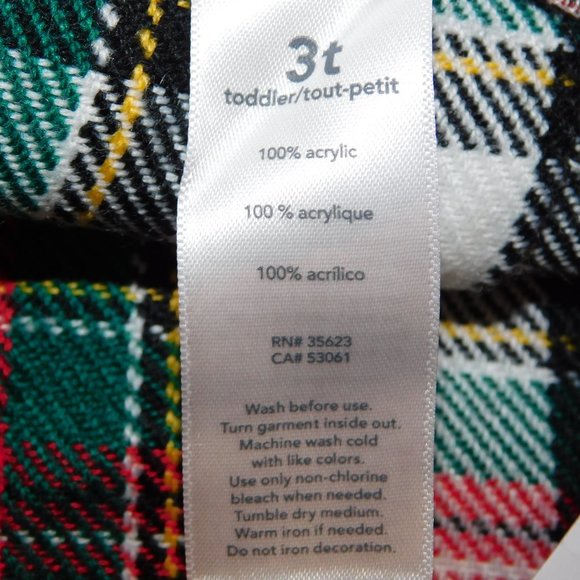 3t
toddler/tout-petit
100% acrylic
100 % acrylique
100% acrílico
RN# 35623
CA# 53061
Wash before use.
Turn garment inside out.
Machine wash cold
with like colors.
Use only non-chlorine
bleach when needed.
Tumble dry medium.
Warm iron if needed.
Do not iron decoration.